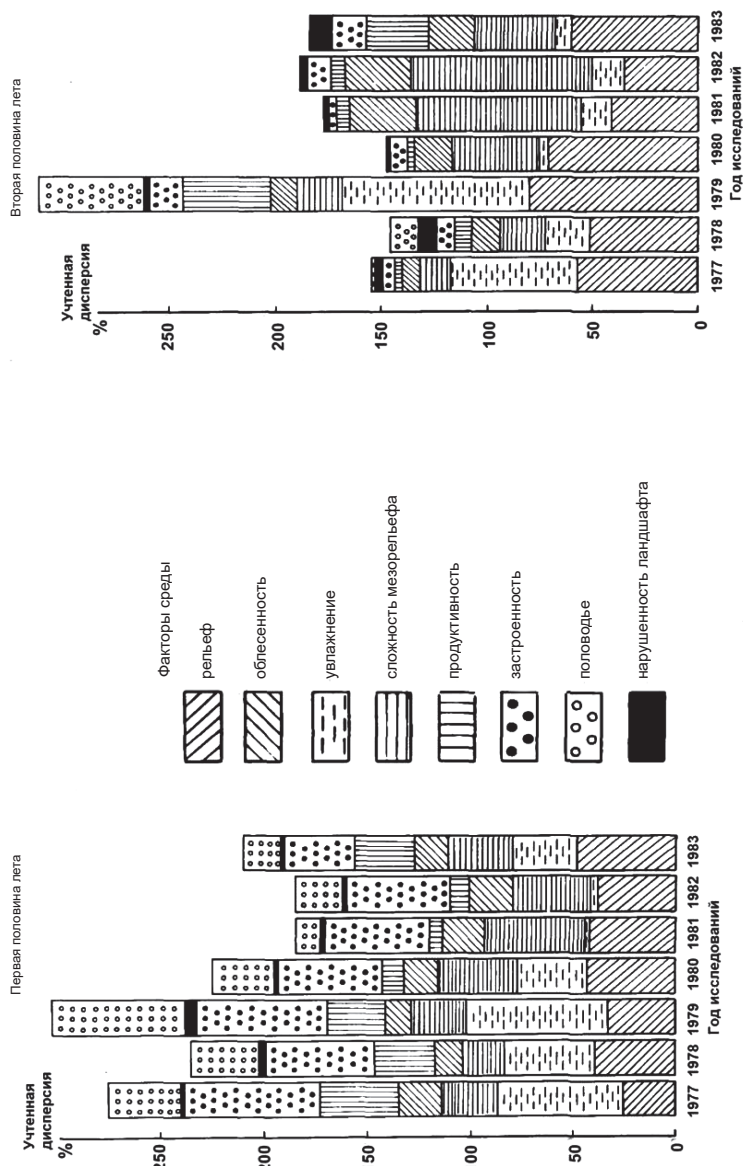 Первая половина лета
Учтенная
дисперсия
%
250
200
50
00
50
0
1977
1978
1979
1980
1981
1982
1983
Год исследований
Факторы среды
рельеф
облесенность
увлажнение
сложность мезорельефа
продуктивность
застроенность
половодье
нарушенность ландшафта
Вторая половина лета
Учтенная
дисперсия
%
250
200
150
100
50
0
1977
1978
1979
1980
1981
1982
1983
Год исследований